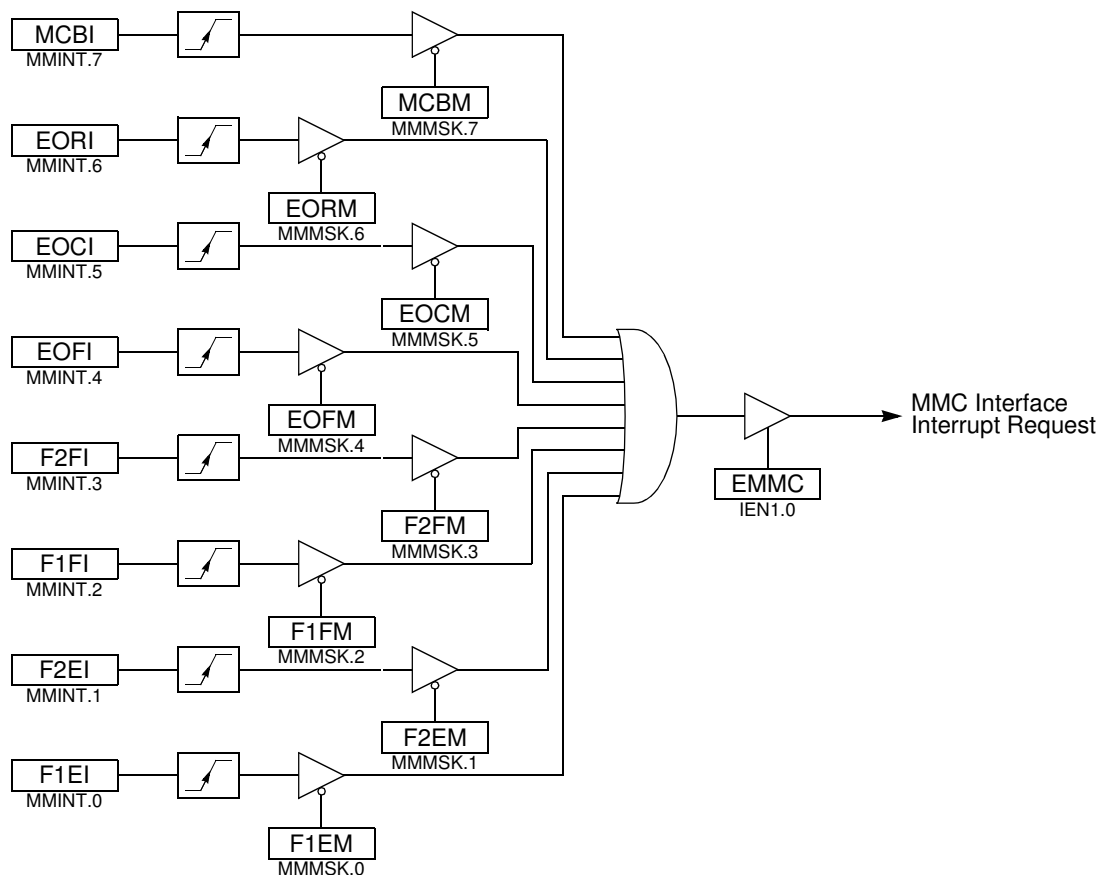 MCBI
MMINT.7
MCBM
MMMSK.7
EORI
MMINT.6
EORM
MMMSK.6
EOCI
MMINT.5
EOCM
MMMSK.5
EOFI
MMINT.4
EOFM
MMMSK.4
MMC Interface
Interrupt Request
EMMC
IEN1.0
F2FI
MMINT.3
F2FM
MMMSK.3
F1FI
MMINT.2
F1FM
MMMSK.2
F2EI
MMINT.1
F2EM
MMMSK.1
F1EI
MMINT.0
F1EM
MMMSK.0